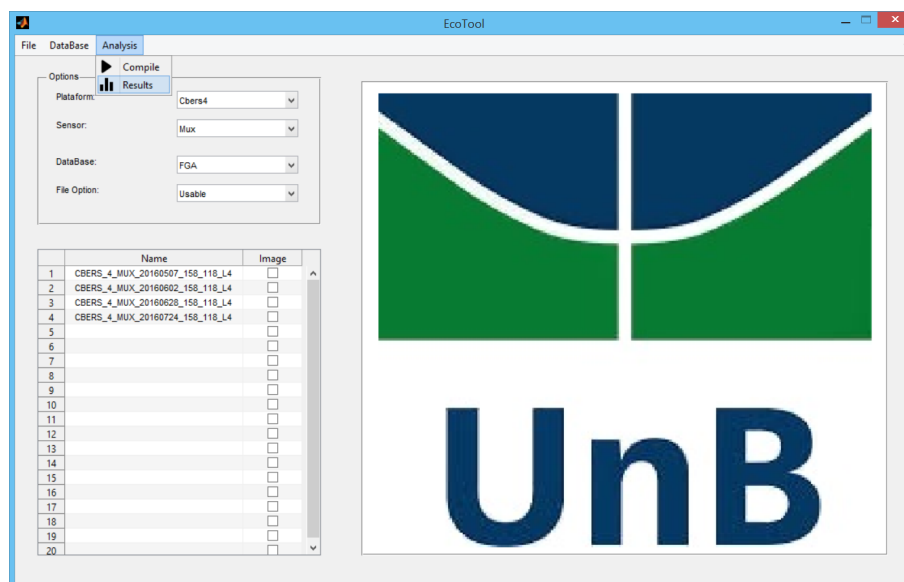 EcoTool
File DataBase Analysis
Compile
Results
Options
Plataform:
Cbers4
Sensor:
Mux
DataBase:
FGA
File Option:
Usable
Name Image
1 CBERS_4_MUX_20160507_158_118_L4
2 CBERS_4_MUX_20160602_158_118_L4
3 CBERS_4_MUX_20160628_158_118_L4
4 CBERS_4_MUX_20160724_158_118_L4
5
6
7
8
9
10
11
12
13
14
15
16
17
18
19
20
UnB